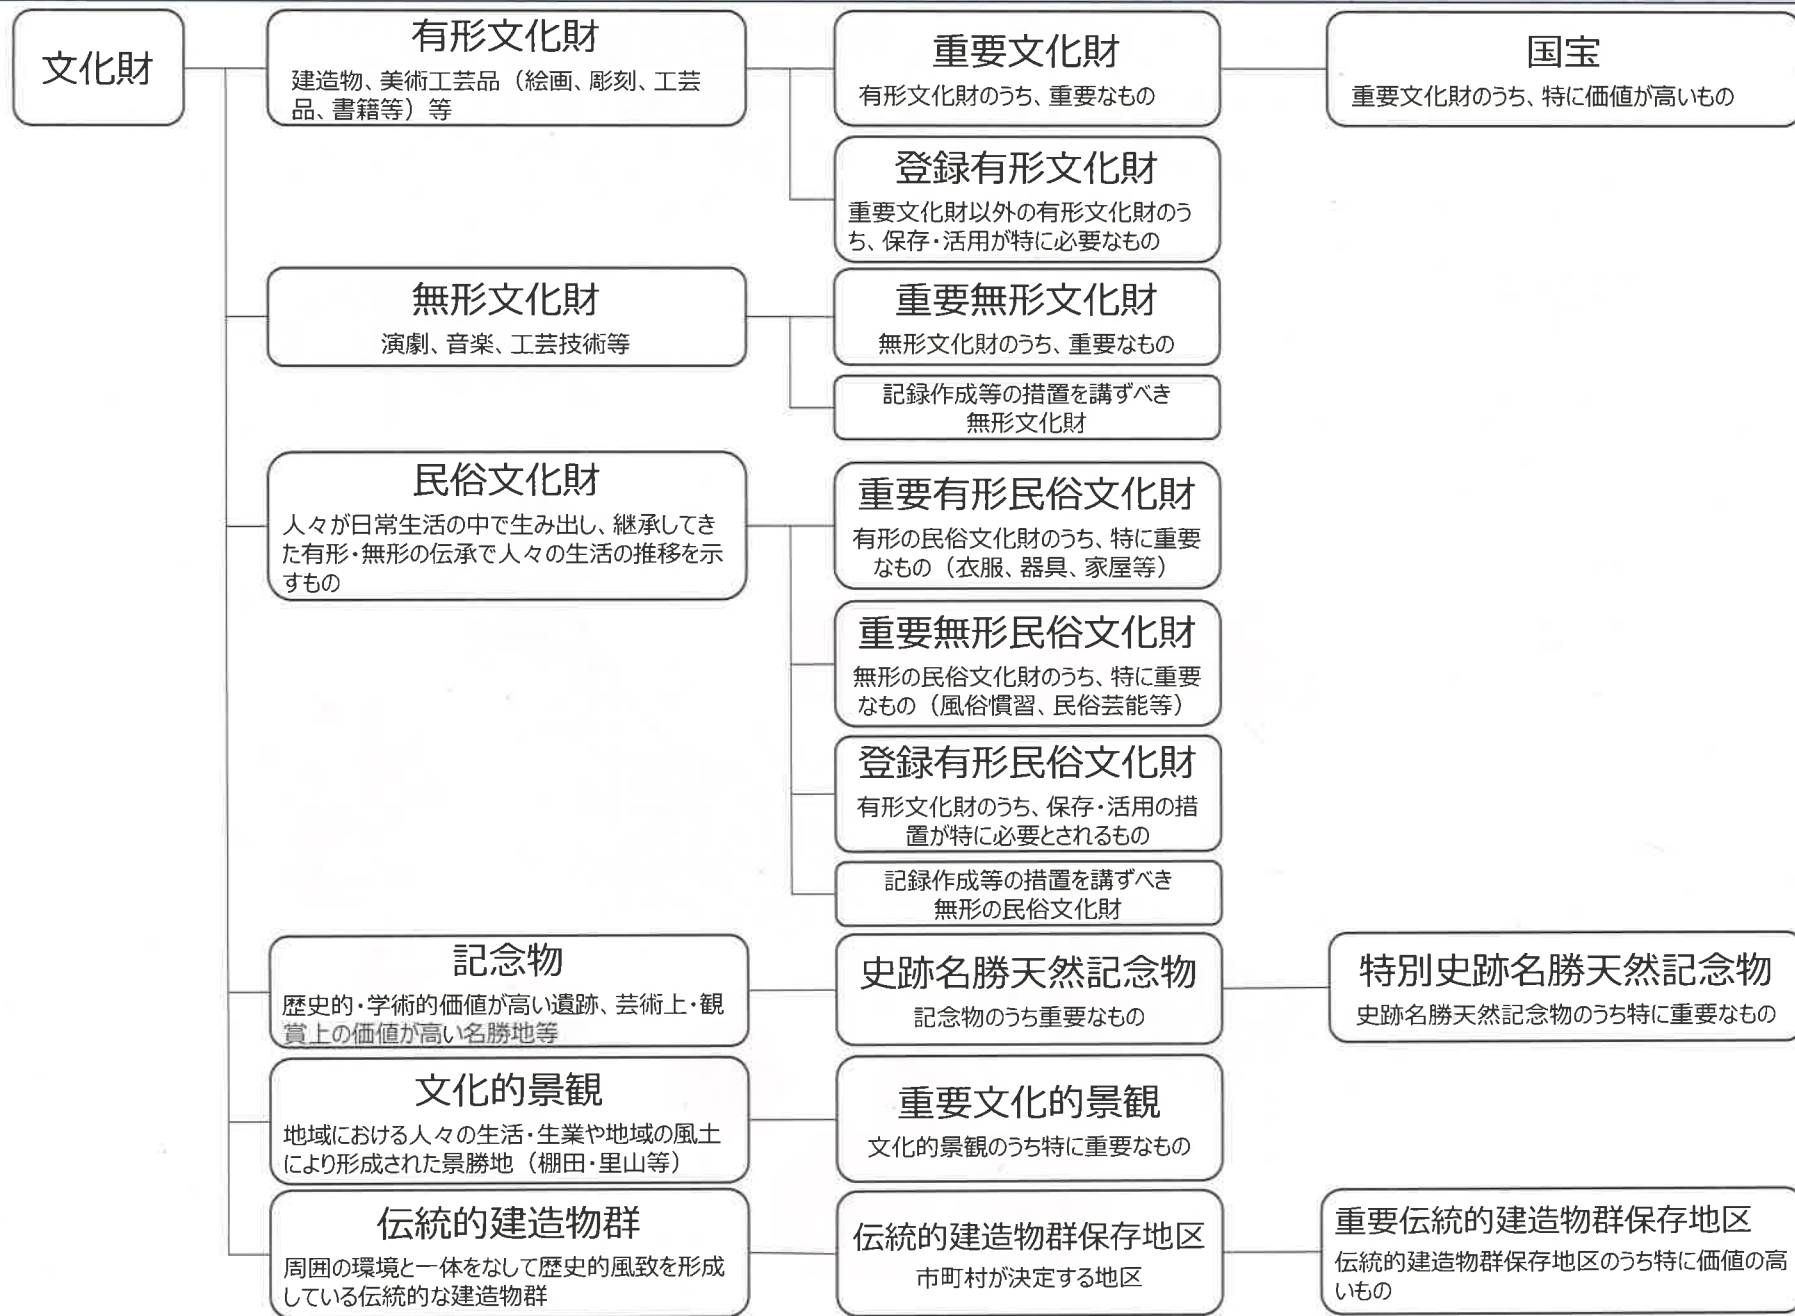 文化財
有形文化財
建造物、美術工芸品（絵画、彫刻、工芸
品、書籍等）等
重要文化財
有形文化財のうち、重要なもの
国宝
重要文化財のうち、特に価値が高いもの
登録有形文化財
重要文化財以外の有形文化財のう
ち、保存・活用が特に必要なもの
無形文化財
演劇、音楽、工芸技術等
重要無形文化財
無形文化財のうち、重要なもの
記録作成等の措置を講ずべき
無形文化財
民俗文化財
人々が日常生活の中で生み出し、継承してき
た有形・無形の伝承で人々の生活の推移を示
すもの
重要有形民俗文化財
有形の民俗文化財のうち、特に重要
なもの（衣服、器具、家屋等）
重要無形民俗文化財
無形の民俗文化財のうち、特に重要
なもの（風俗慣習、民俗芸能等）
登録有形民俗文化財
有形文化財のうち、保存・活用の措
置が特に必要とされるもの
記録作成等の措置を講ずべき
無形の民俗文化財
記念物
歴史的・学術的価値が高い遺跡、芸術上・観
賞上の価値が高い名勝地等
史跡名勝天然記念物
記念物のうち重要なもの
特別史跡名勝天然記念物
史跡名勝天然記念物のうち特に重要なもの
文化的景観
地域における人々の生活・生業や地域の風土
により形成された景勝地（棚田・里山等）
重要文化的景観
文化的景観のうち特に重要なもの
伝統的建造物群
周囲の環境と一体をなして歴史的風致を形成
している伝統的な建造物群
伝統的建造物群保存地区
市町村が決定する地区
重要伝統的建造物群保存地区
伝統的建造物群保存地区のうち特に価値の高
いもの